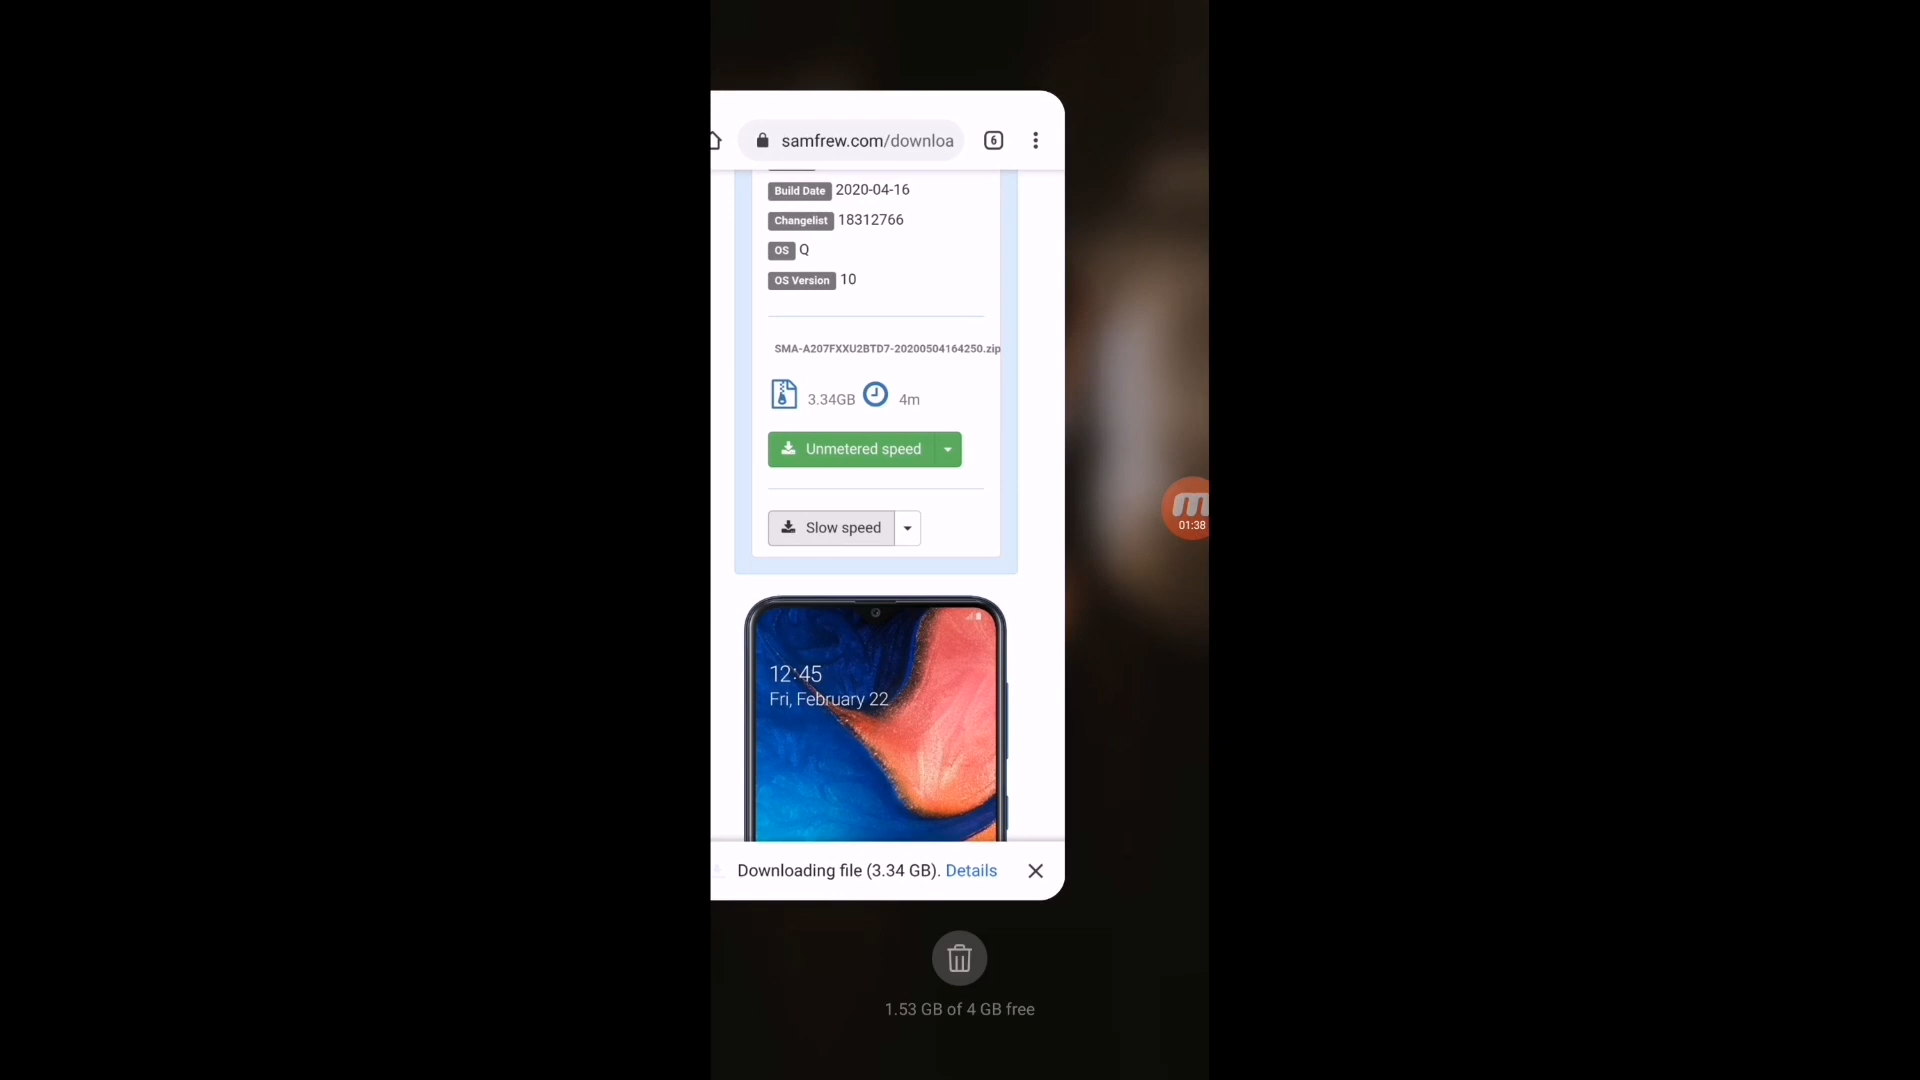 samfrew.com/downloa
6
Build Date 2020-04-16
Changelist 18312766
OS Q
OS Version 10
SMA-A207FXXU2BTD7-20200504164250.zip
3.34GB 4m
Unmetered speed
01:38
Slow speed
12:45
Fri, February 22
Downloading file (3.34 GB). Details
1.53 GB of 4 GB free